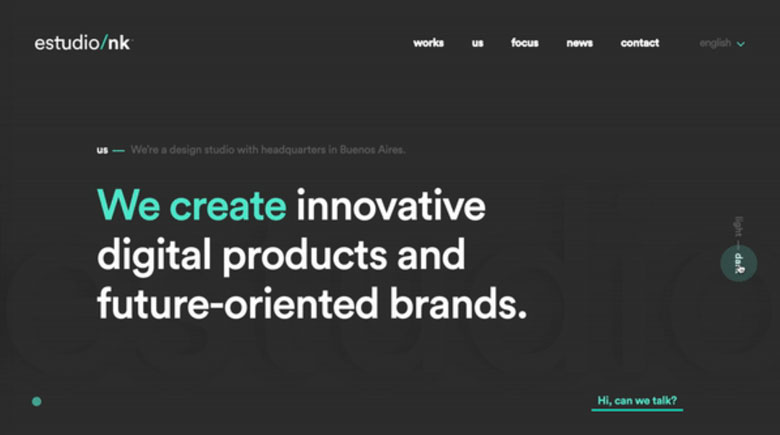 estudio/nk
works us focus news contact english
us — We're a design studio with headquarters in Buenos Aires.
We create innovative
digital products and
future-oriented brands.
light — dark
Hi, can we talk?
estudio